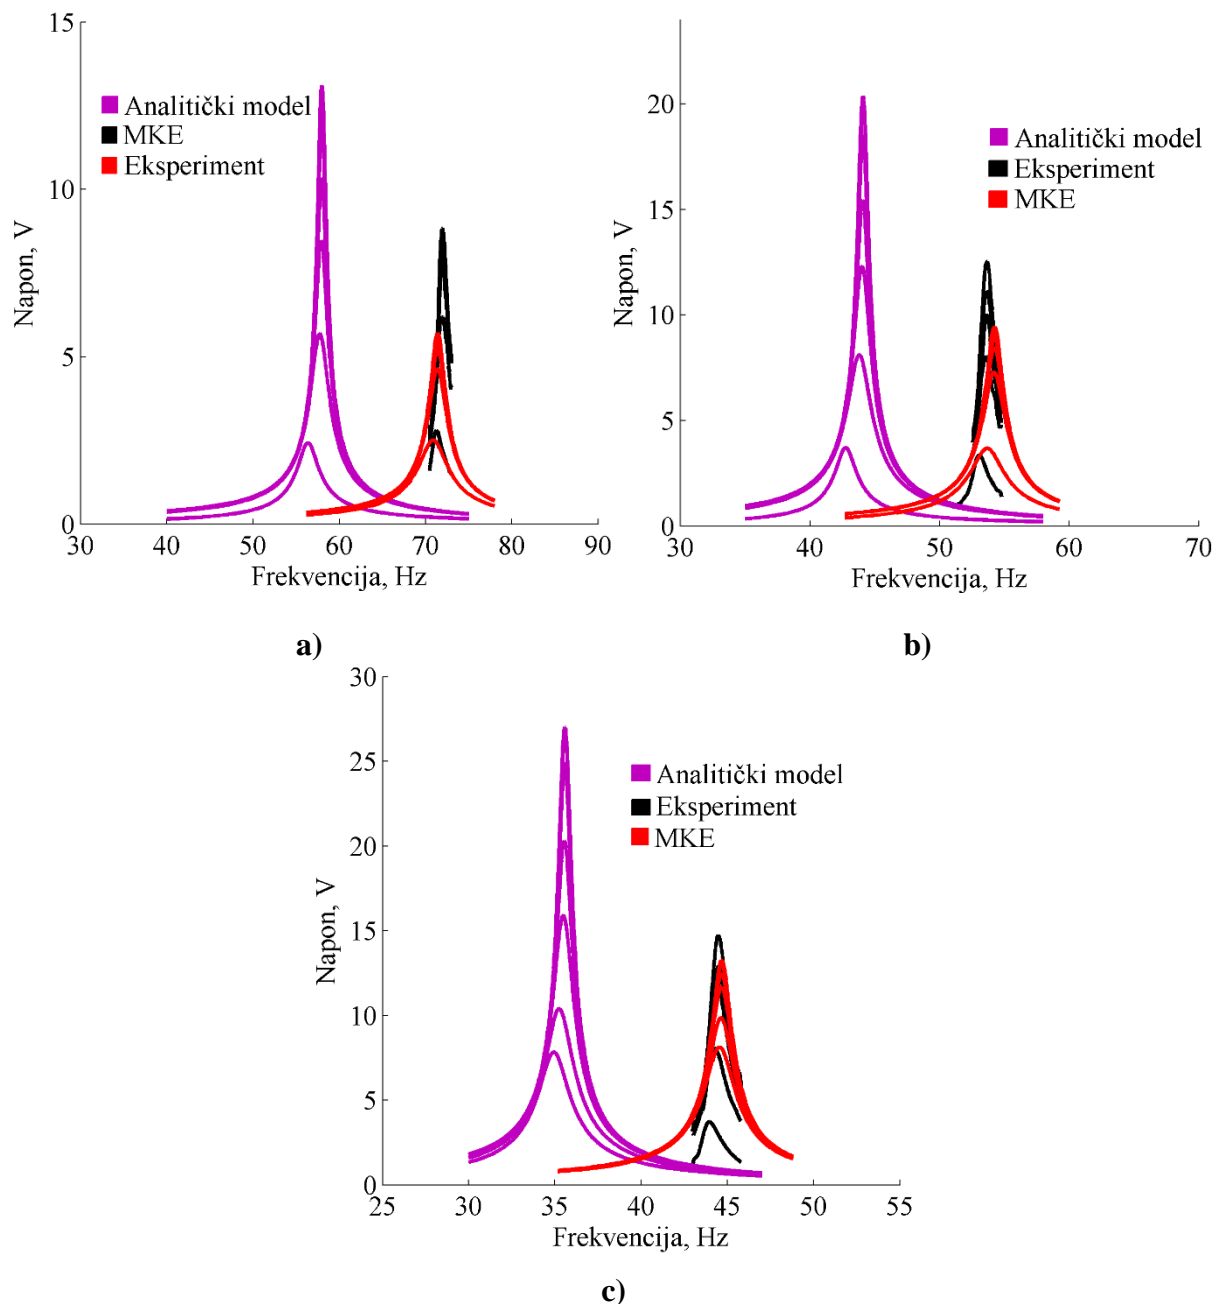 15
10
5
0
30
40
50
60
70
80
90
Napon, V
Frekvencija, Hz
Analitički model
MKE
Eksperiment
a)
20
15
10
5
0
30
40
50
60
70
Napon, V
Frekvencija, Hz
Analitički model
Eksperiment
MKE
b)
30
25
20
15
10
5
0
25
30
35
40
45
50
55
Napon, V
Frekvencija, Hz
Analitički model
Eksperiment
MKE
c)